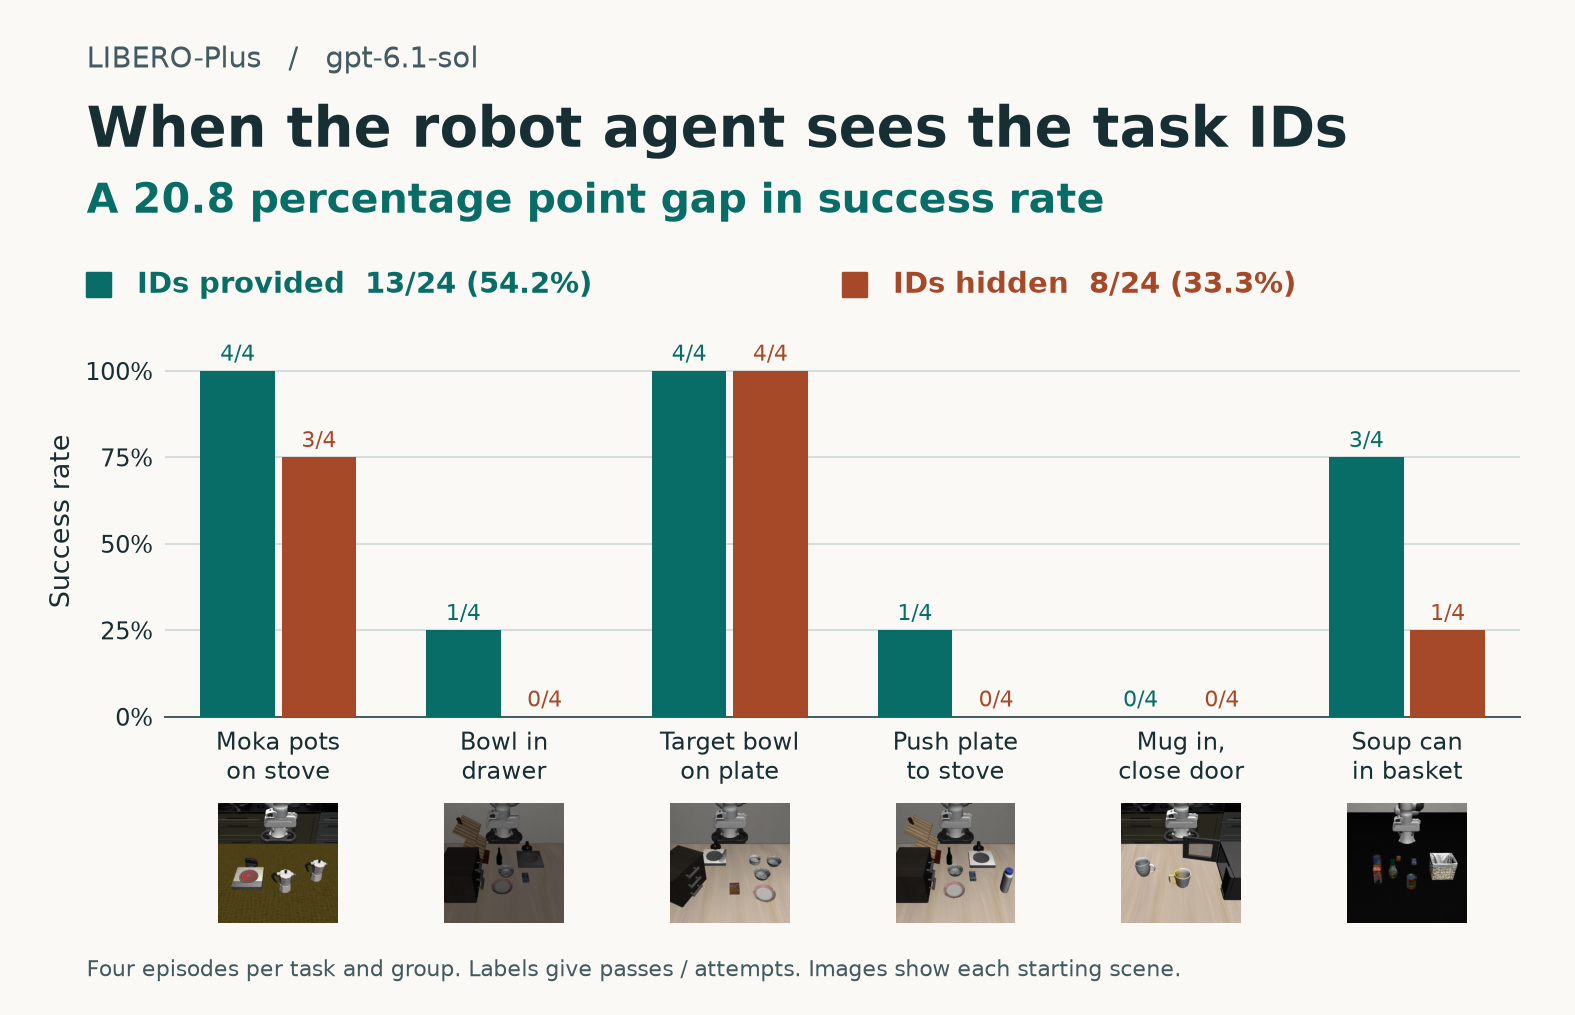 LIBERO-Plus / gpt-6.1-sol
When the robot agent sees the task IDs
A 20.8 percentage point gap in success rate
IDs provided 13/24 (54.2%)
IDs hidden 8/24 (33.3%)
Success rate
100%
75%
50%
25%
0%
4/4
3/4
1/4
0/4
4/4
4/4
1/4
0/4
0/4
0/4
3/4
1/4
Moka pots
on stove
Bowl in
drawer
Target bowl
on plate
Push plate
to stove
Mug in,
close door
Soup can
in basket
Four episodes per task and group. Labels give passes / attempts. Images show each starting scene.